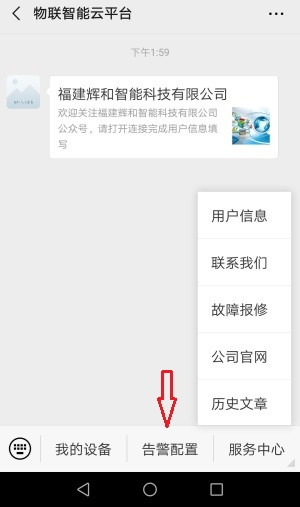 物联智能云平台
下午1:59
福建辉和智能科技有限公司
欢迎关注福建辉和智能科技有限公司
公众号，请打开连接完成用户信息填
写
用户信息
联系我们
故障报修
公司官网
历史文章
我的设备
告警配置
服务中心